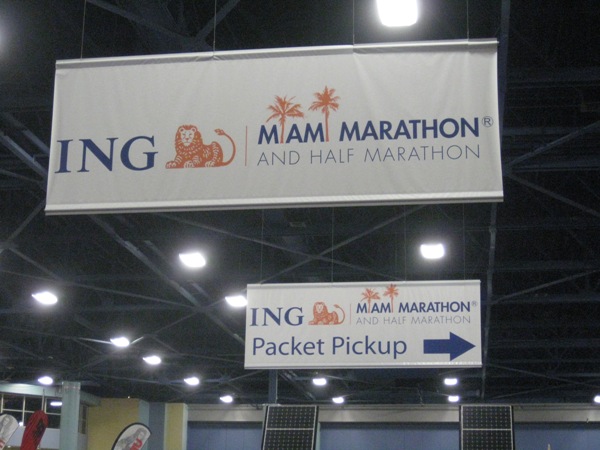 ING MIAMI MARATHON®
AND HALF MARATHON
ING MIAMI MARATHON®
AND HALF MARATHON
Packet Pickup